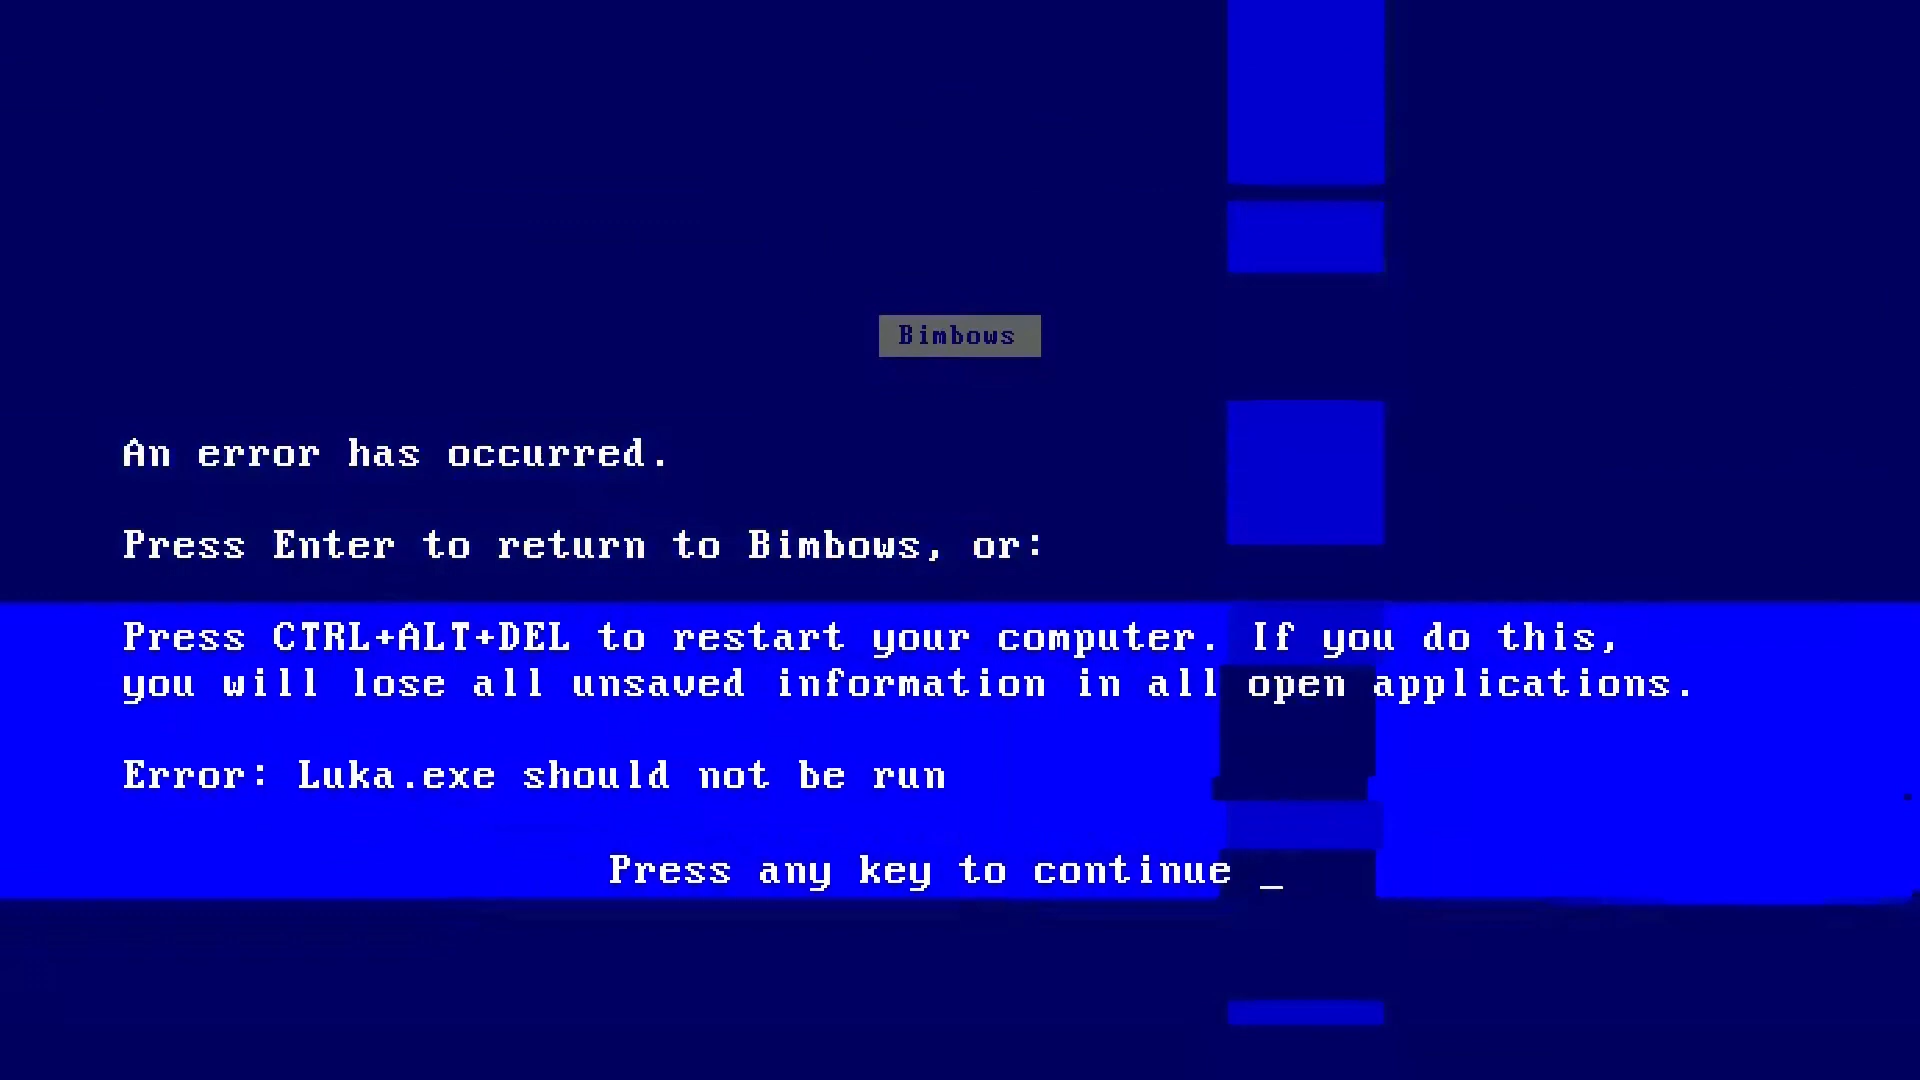 Bimbows
An error has occurred.
Press Enter to return to Bimbows, or:
Press CTRL+ALT+DEL to restart your computer. If you do this,
you will lose all unsaved information in all open applications.
Error: Luka.exe should not be run
Press any key to continue _